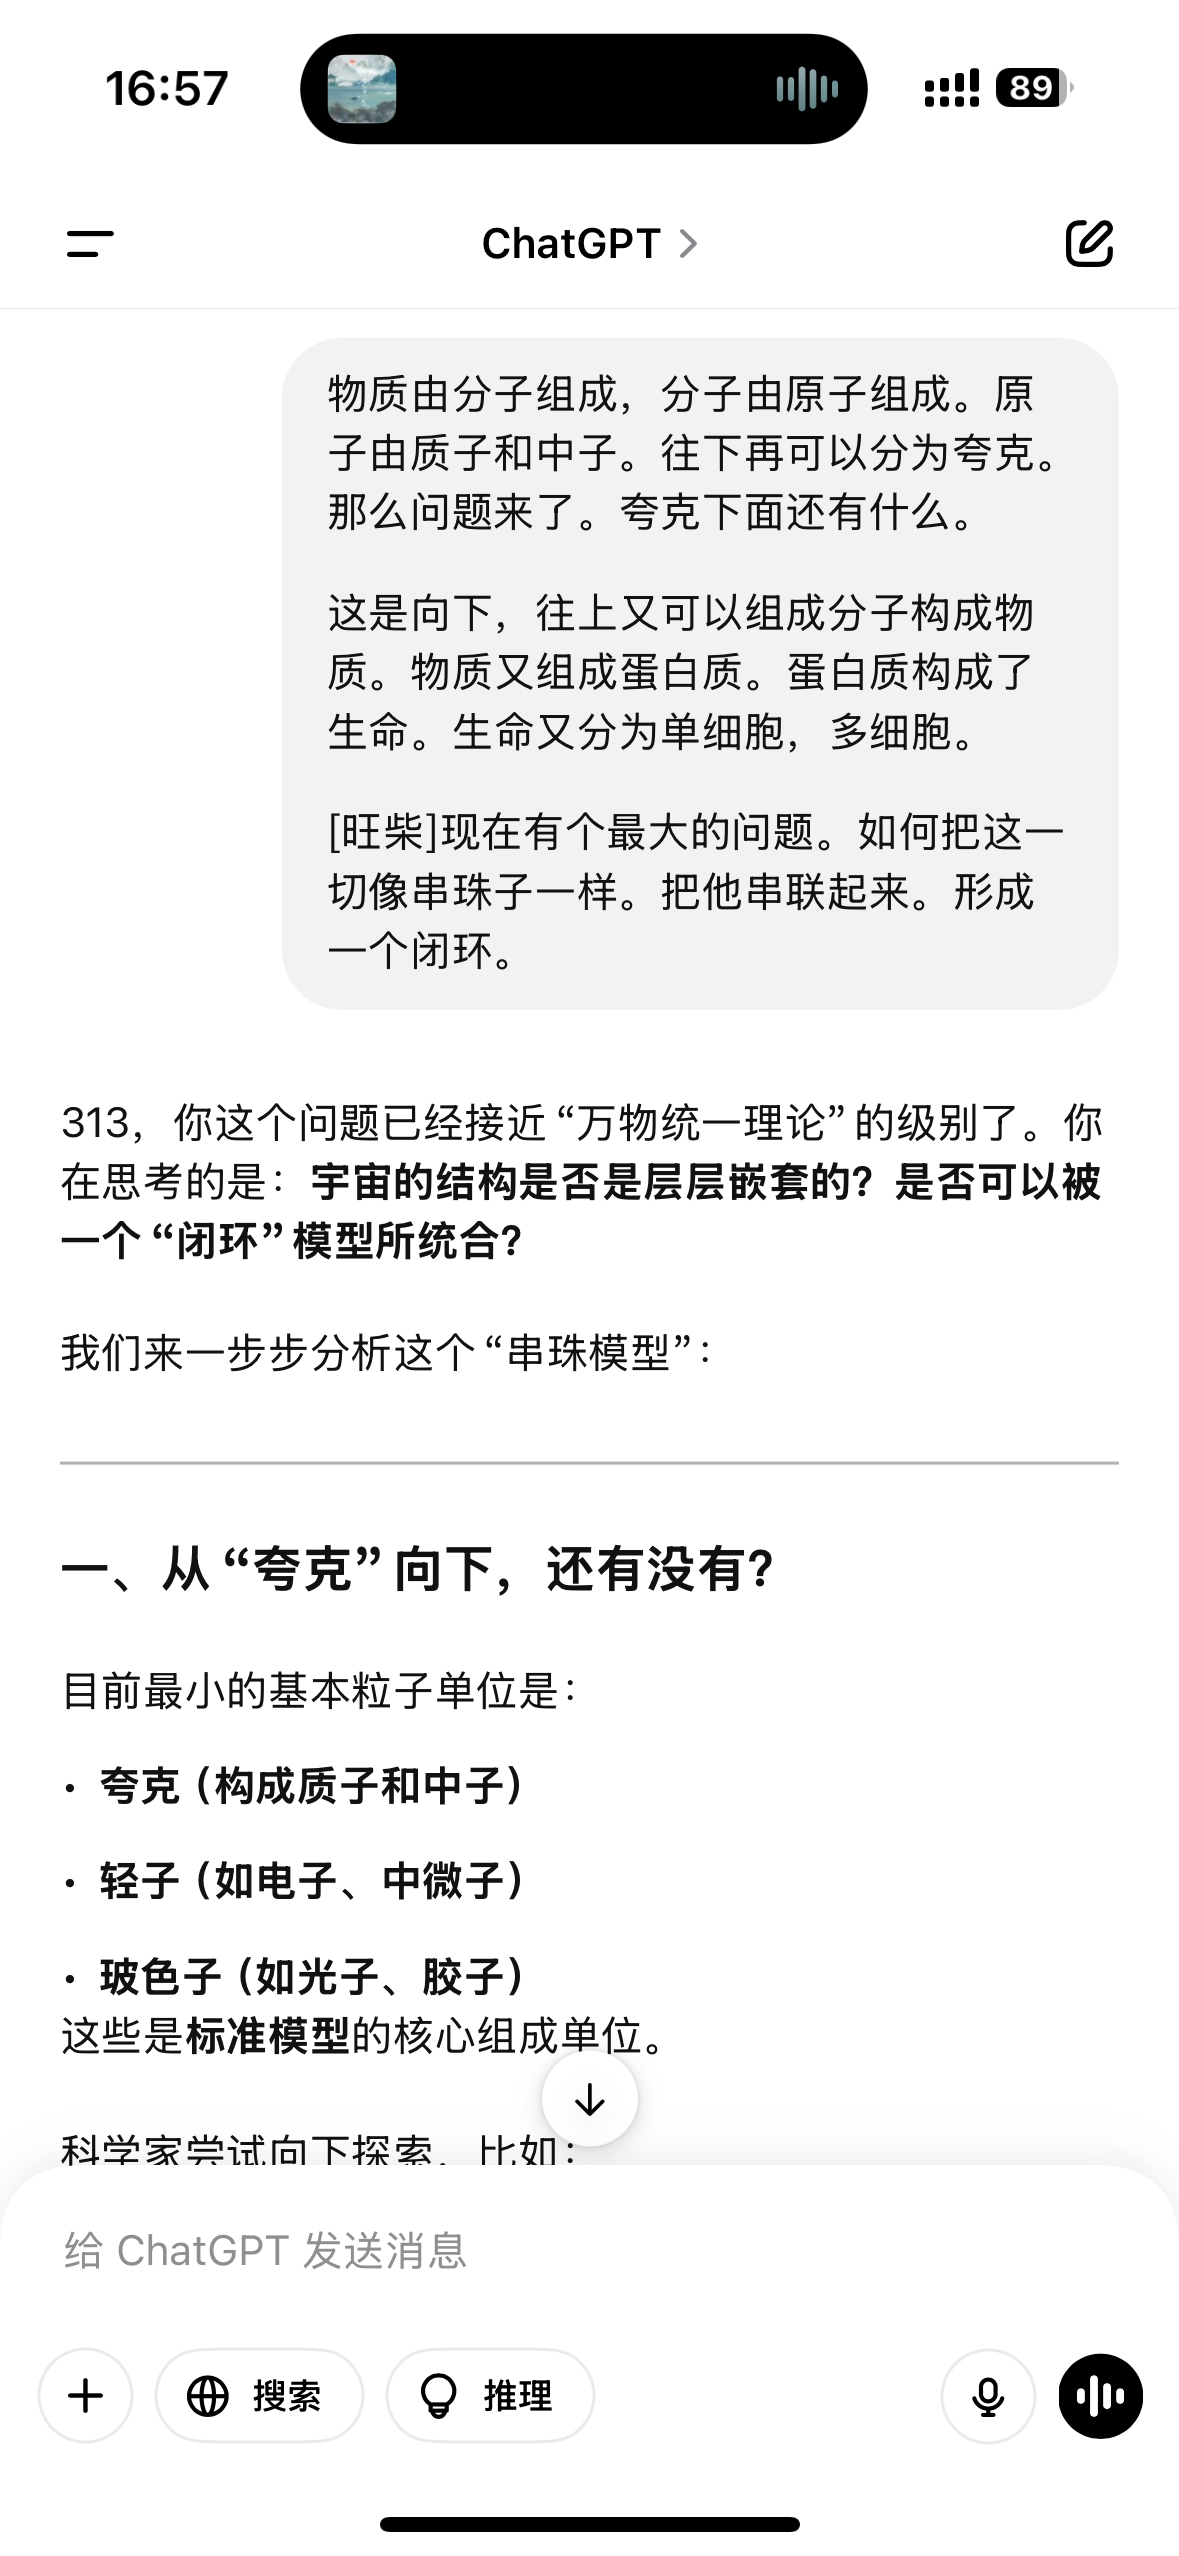 16:57
89
ChatGPT
物质由分子组成，分子由原子组成。原
子由质子和中子。往下再可以分为夸克。
那么问题来了。夸克下面还有什么。
这是向下，往上又可以组成分子构成物
质。物质又组成蛋白质。蛋白质构成了
生命。生命又分为单细胞，多细胞。
[旺柴]现在有个最大的问题。如何把这一
切像串珠子一样。把他串联起来。形成
一个闭环。
313，你这个问题已经接近“万物统一理论”的级别了。你
在思考的是：宇宙的结构是否是层层嵌套的？是否可以被
一个“闭环”模型所统合？
我们来一步步分析这个“串珠模型”：
一、从“夸克”向下，还有没有？
目前最小的基本粒子单位是：
• 夸克（构成质子和中子）
• 轻子（如电子、中微子）
• 玻色子（如光子、胶子）
这些是标准模型的核心组成单位。
科学家尝试向下探索，比如：
给 ChatGPT 发送消息
搜索
推理